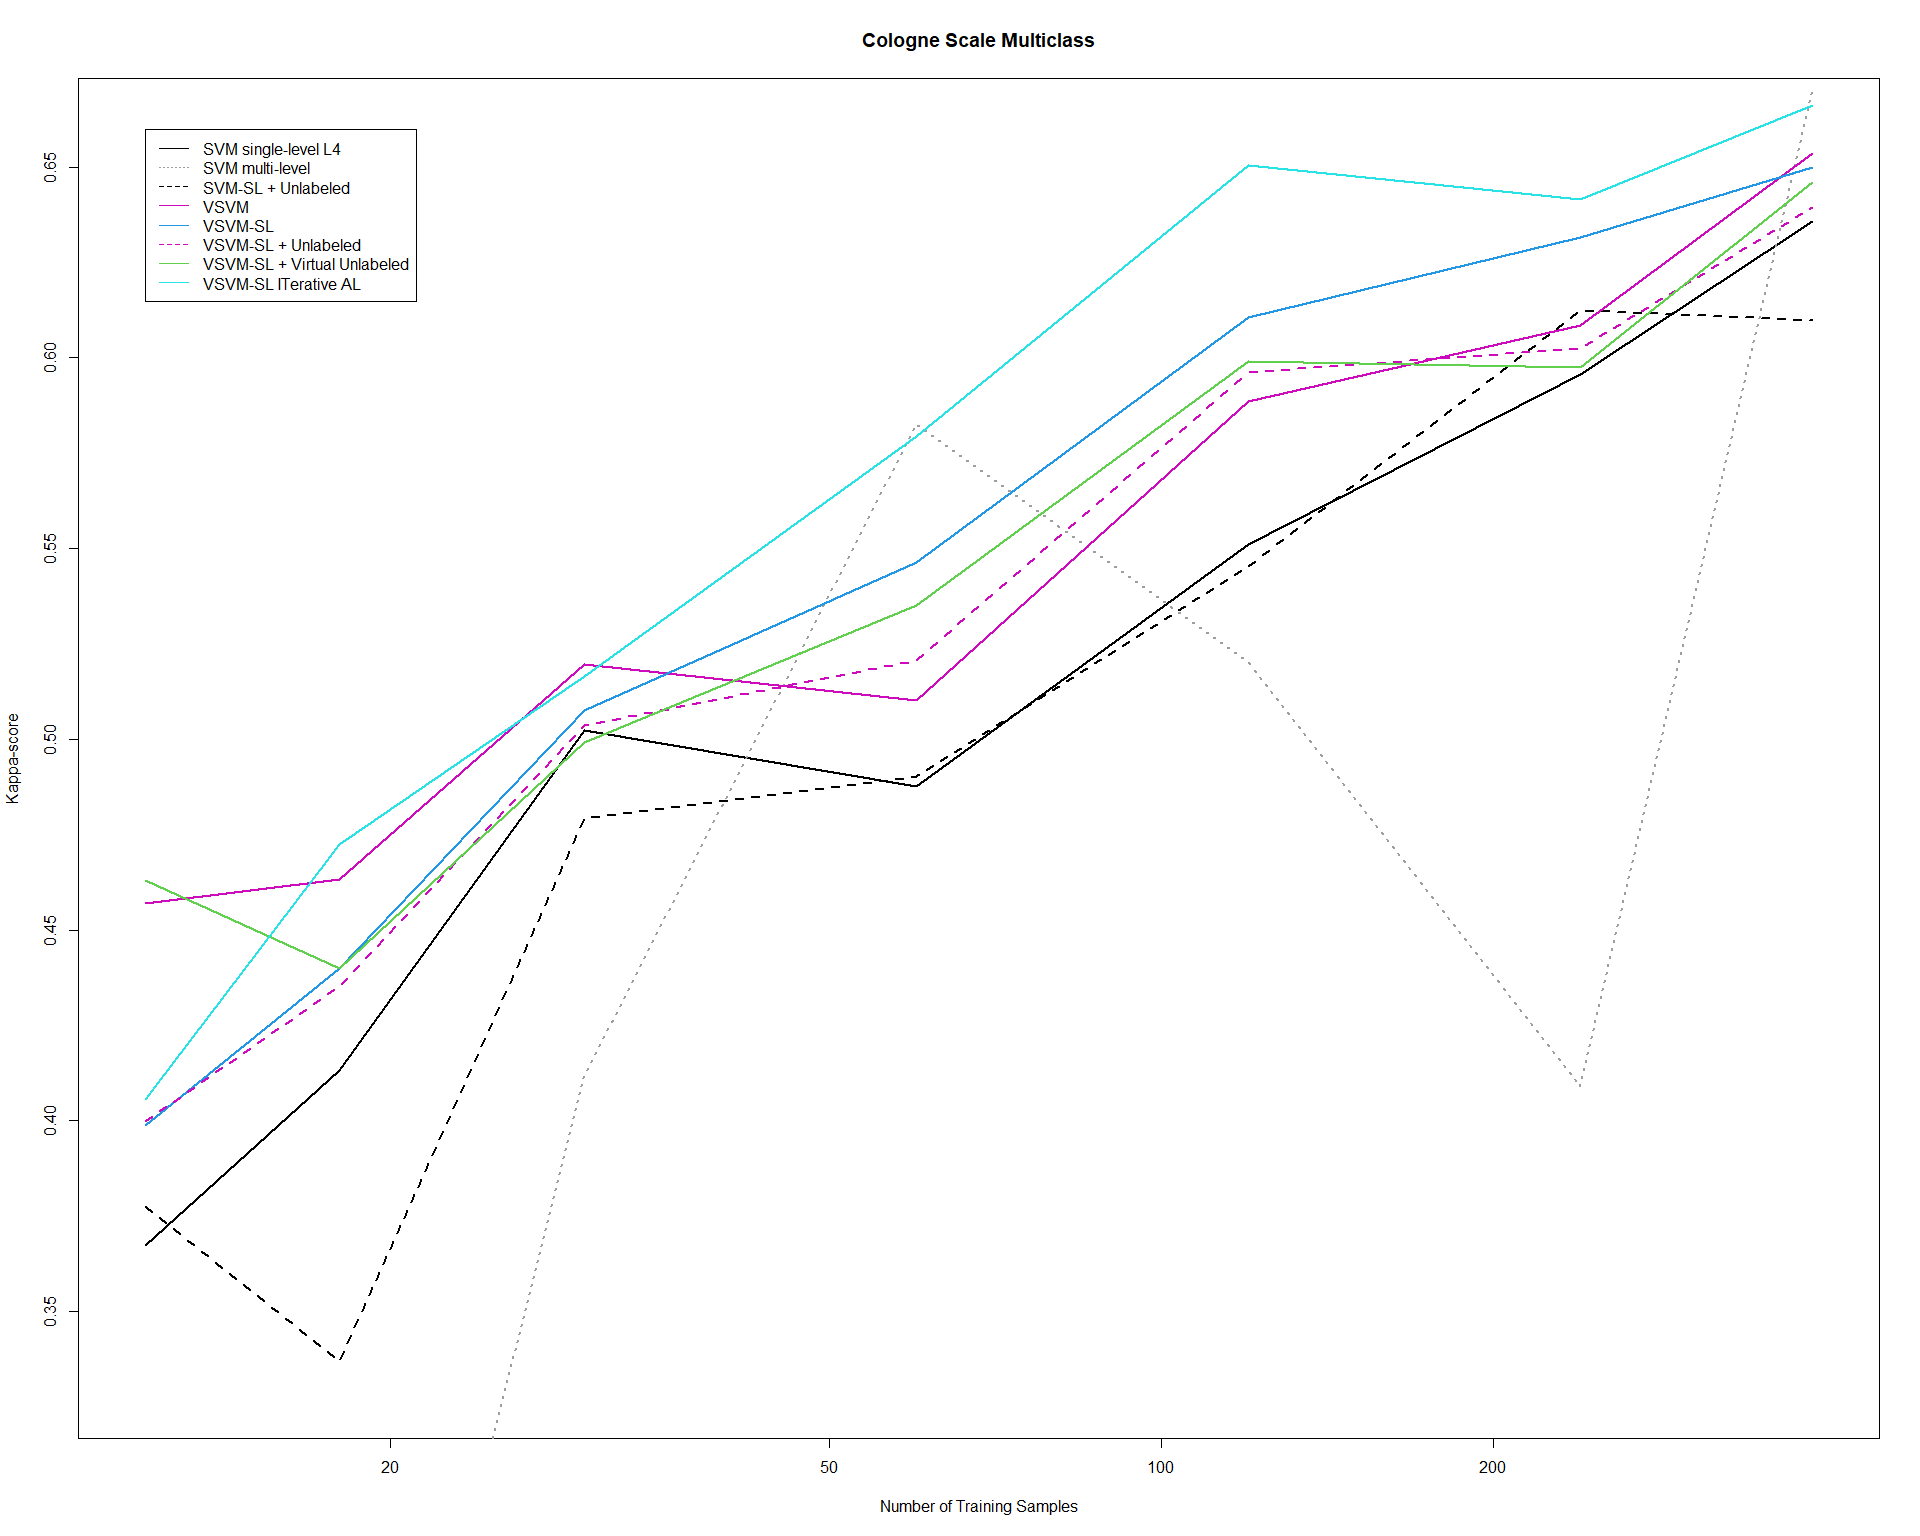 Cologne Scale Multiclass
SVM single-level L4
SVM multi-level
SVM-SL + Unlabeled
VSVM
VSVM-SL
VSVM-SL + Unlabeled
VSVM-SL + Virtual Unlabeled
VSVM-SL ITerative AL
0.65
0.60
0.55
0.50
0.45
0.40
0.35
Kappa-score
20
50
100
200
Number of Training Samples